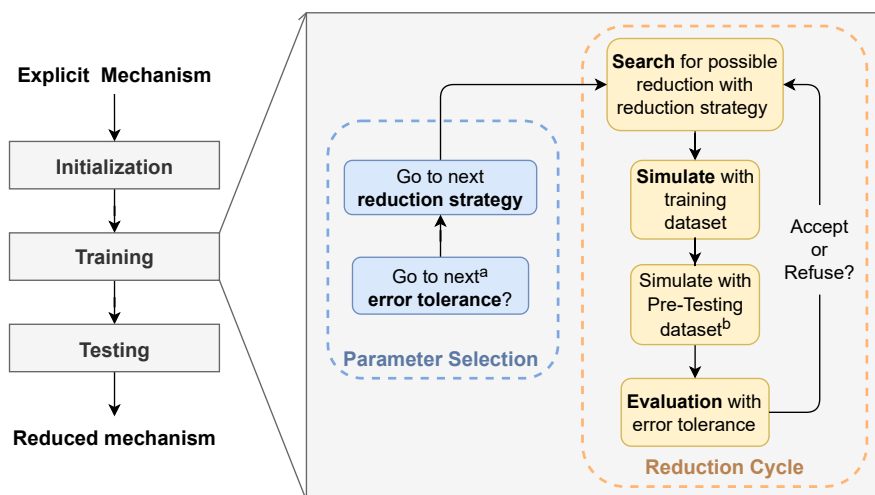 Explicit Mechanism
Initialization
Training
Testing
Reduced mechanism
Go to next
reduction strategy
Go to nextᵃ
error tolerance?
Parameter Selection
Search for possible
reduction with
reduction strategy
Simulate with
training
dataset
Simulate with
Pre-Testing
datasetᵇ
Evaluation with
error tolerance
Accept
or
Refuse?
Reduction Cycle